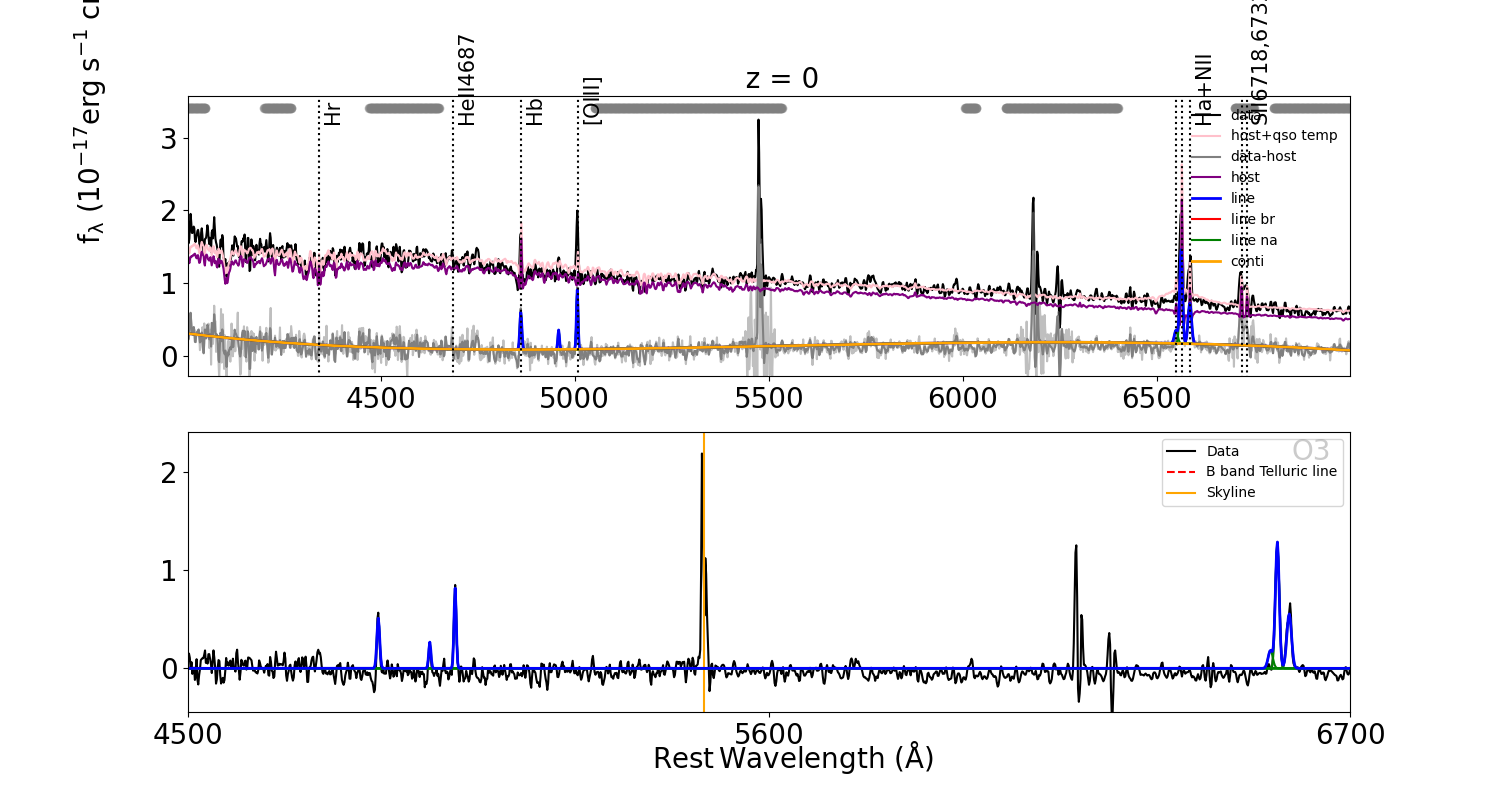 z = 0
fλ (10⁻¹⁷erg s⁻¹
Hr
HeII4687
Hb
[OIII]
Ha+NII
data
host+qso temp
data-host
host
line
line br
line na
conti
3
2
1
0
4500 5000 5500 6000 6500
O3
Data
B band Telluric line
Skyline
2
1
0
4500 5600 6700
Rest Wavelength (Å)